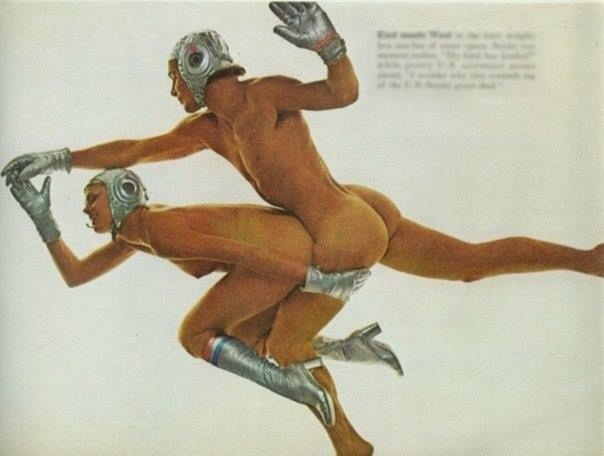 East meets West in the vast, weight-
less reaches of outer space. Soviet cos-
monaut radios, "My bird has landed!"
while pretty U.S. astronaut muses
aloud, "I wonder why this reminds me
of the U.S.-Soviet grain deal."